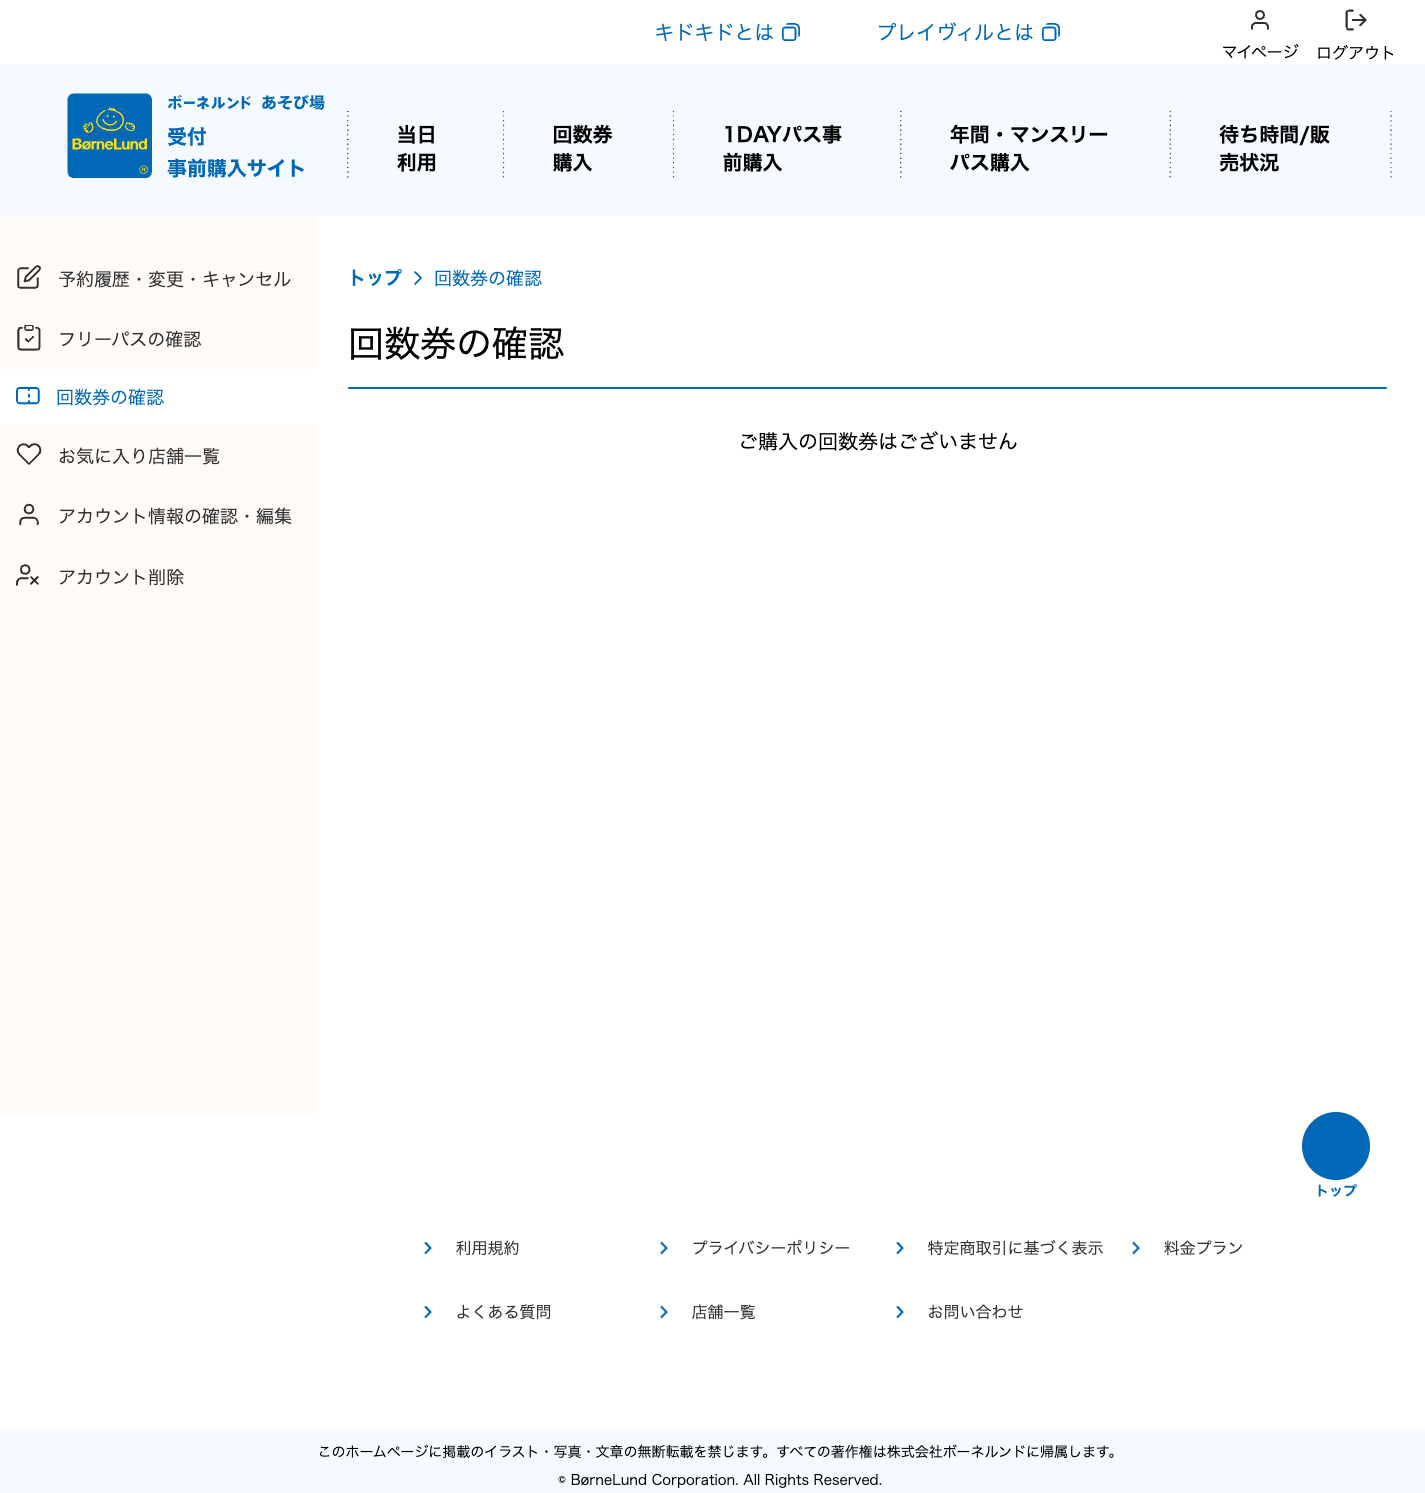 キドキドとは
プレイヴィルとは
マイページ
ログアウト
BørneLund
ボーネルンド あそび場
受付
事前購入サイト
当日
利用
回数券
購入
1DAYパス事
前購入
年間・マンスリー
パス購入
待ち時間/販
売状況
予約履歴・変更・キャンセル
フリーパスの確認
回数券の確認
お気に入り店舗一覧
アカウント情報の確認・編集
アカウント削除
トップ 回数券の確認
回数券の確認
ご購入の回数券はございません
トップ
利用規約
プライバシーポリシー
特定商取引に基づく表示
料金プラン
よくある質問
店舗一覧
お問い合わせ
このホームページに掲載のイラスト・写真・文章の無断転載を禁じます。すべての著作権は株式会社ボーネルンドに帰属します。
© BørneLund Corporation. All Rights Reserved.